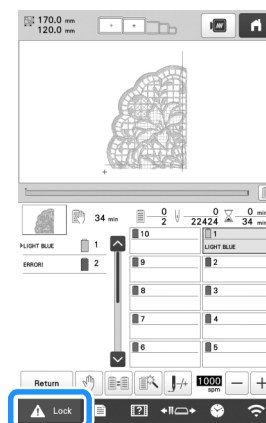 170.0 mm
120.0 mm
34 min
0
2
0
22424
0 min
34 min
LIGHT BLUE
1
ERROR!
2
10
1
LIGHT BLUE
9
2
8
3
7
4
6
5
Return
-/+
1000
spm
Lock